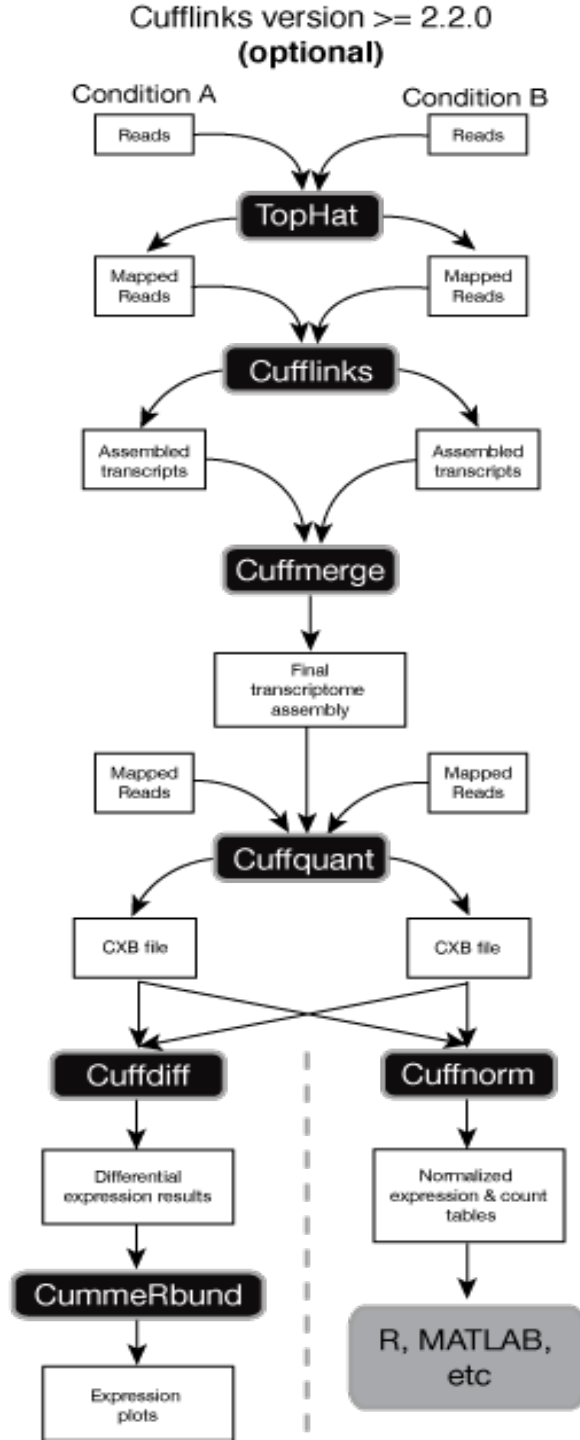 Cufflinks version >= 2.2.0
(optional)
Condition A
Condition B
Reads
Reads
TopHat
Mapped
Reads
Mapped
Reads
Cufflinks
Assembled
transcripts
Assembled
transcripts
Cuffmerge
Final
transcriptome
assembly
Mapped
Reads
Mapped
Reads
Cuffquant
CXB file
CXB file
Cuffdiff
Cuffnorm
Differential
expression results
Normalized
expression & count
tables
CummeRbund
R, MATLAB,
etc
Expression
plots